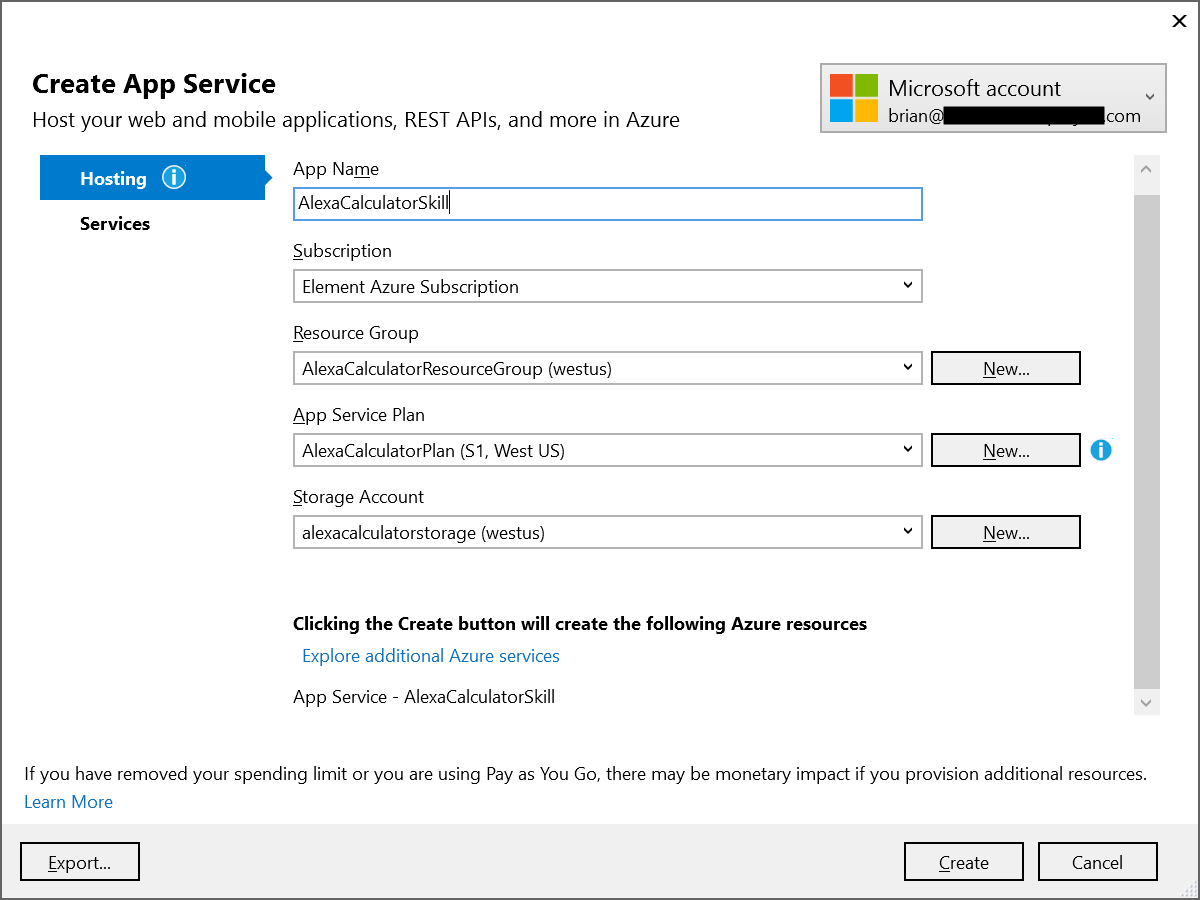 Create App Service
Host your web and mobile applications, REST APIs, and more in Azure
Microsoft account
brian@ .com
Hosting
Services
App Name
AlexaCalculatorSkill
Subscription
Element Azure Subscription
Resource Group
AlexaCalculatorResourceGroup (westus)
New...
App Service Plan
AlexaCalculatorPlan (S1, West US)
New...
Storage Account
alexacalculatorstorage (westus)
New...
Clicking the Create button will create the following Azure resources
Explore additional Azure services
App Service - AlexaCalculatorSkill
If you have removed your spending limit or you are using Pay as You Go, there may be monetary impact if you provision additional resources.
Learn More
Export...
Create
Cancel